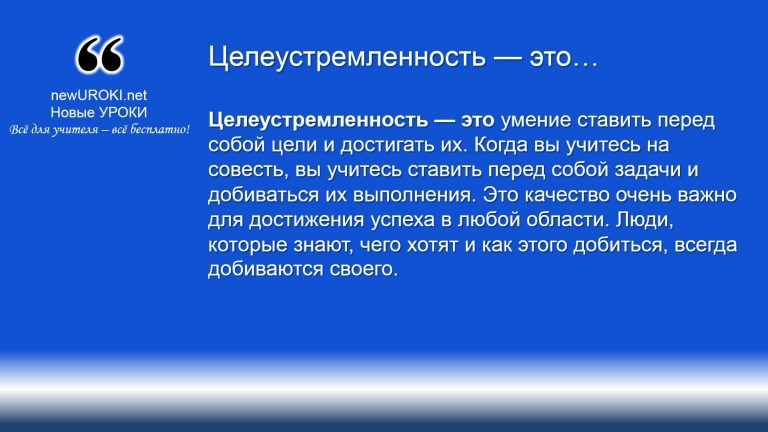 newUROKI.net
Новые УРОКИ
Всё для учителя – всё бесплатно!
Целеустремленность — это…
Целеустремленность — это умение ставить перед
собой цели и достигать их. Когда вы учитесь на
совесть, вы учитесь ставить перед собой задачи и
добиваться их выполнения. Это качество очень важно
для достижения успеха в любой области. Люди,
которые знают, чего хотят и как этого добиться, всегда
добиваются своего.